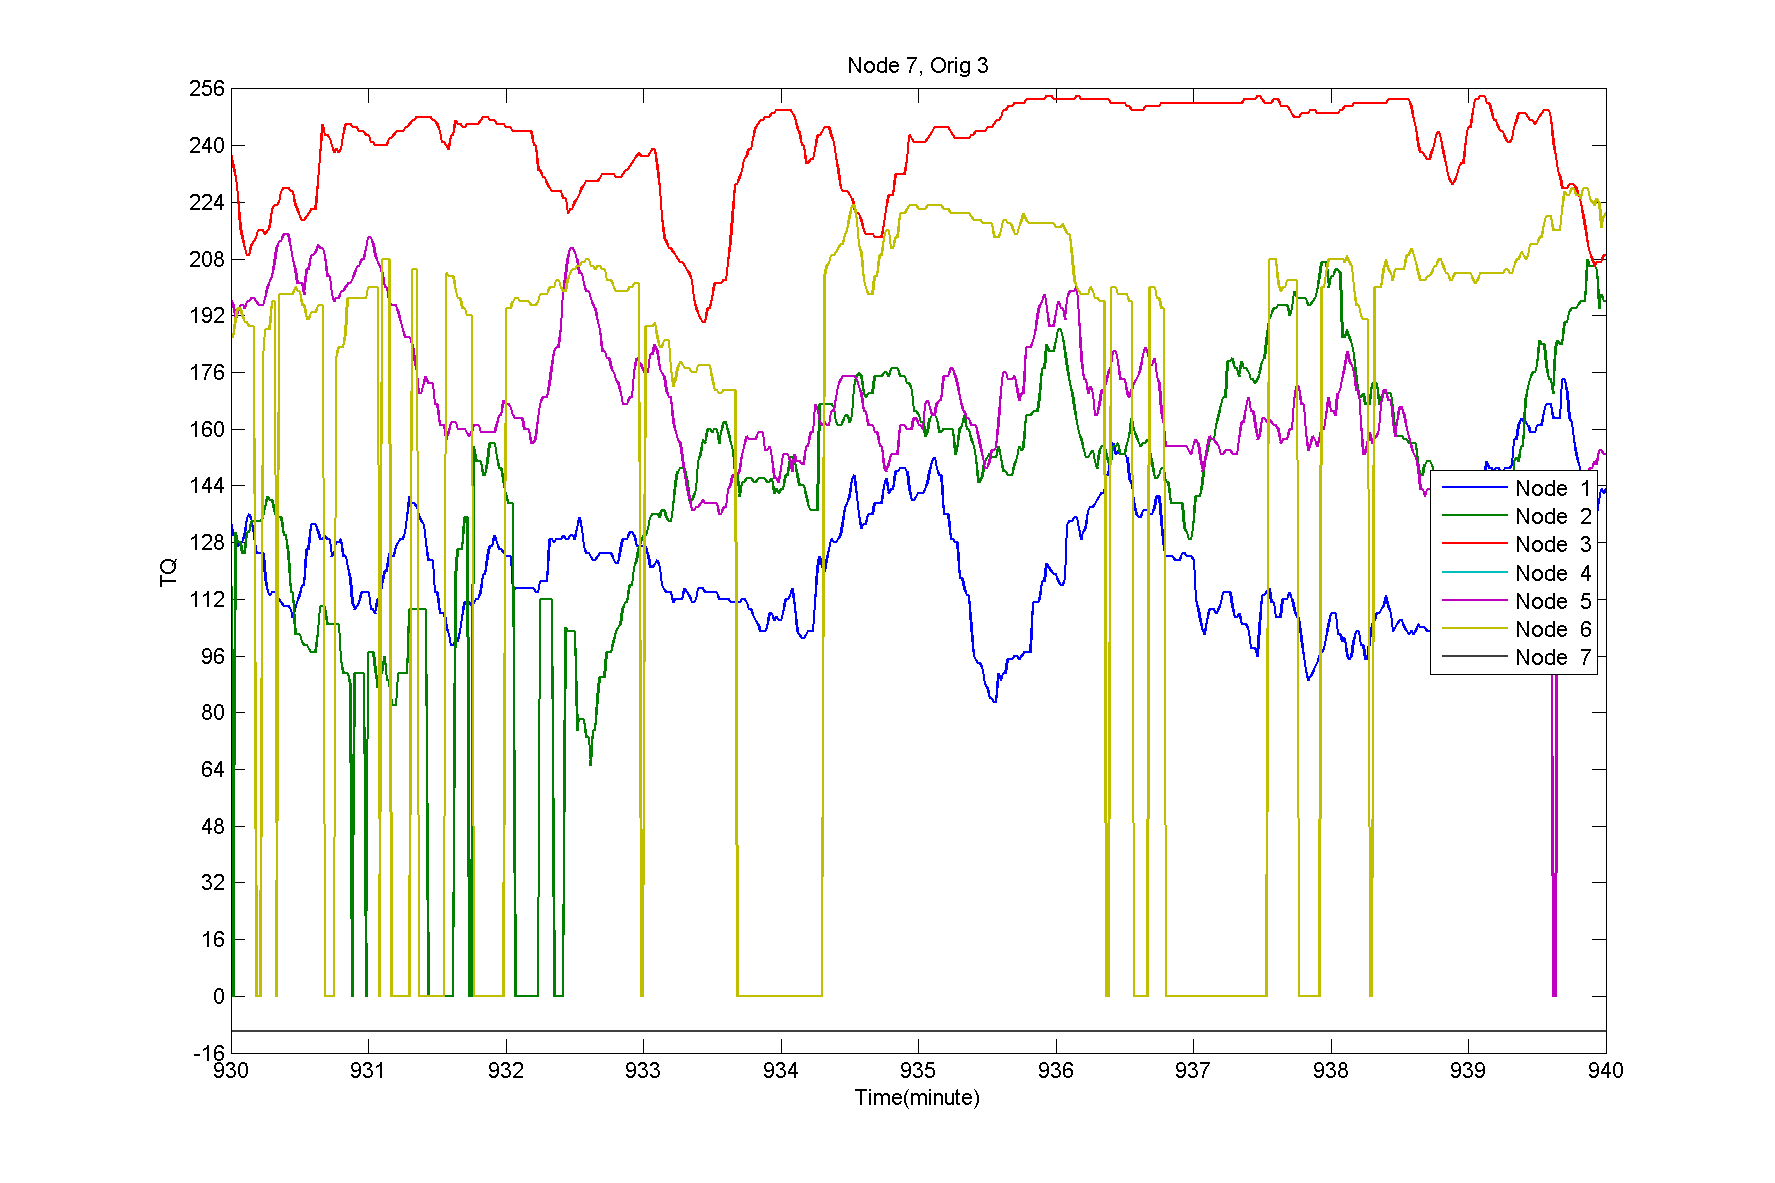 Node 7, Orig 3
256
240
224
208
192
176
160
144
128
112
96
80
64
48
32
16
0
-16
TQ
930 931 932 933 934 935 936 937 938 939 940
Time(minute)
Node 1
Node 2
Node 3
Node 4
Node 5
Node 6
Node 7